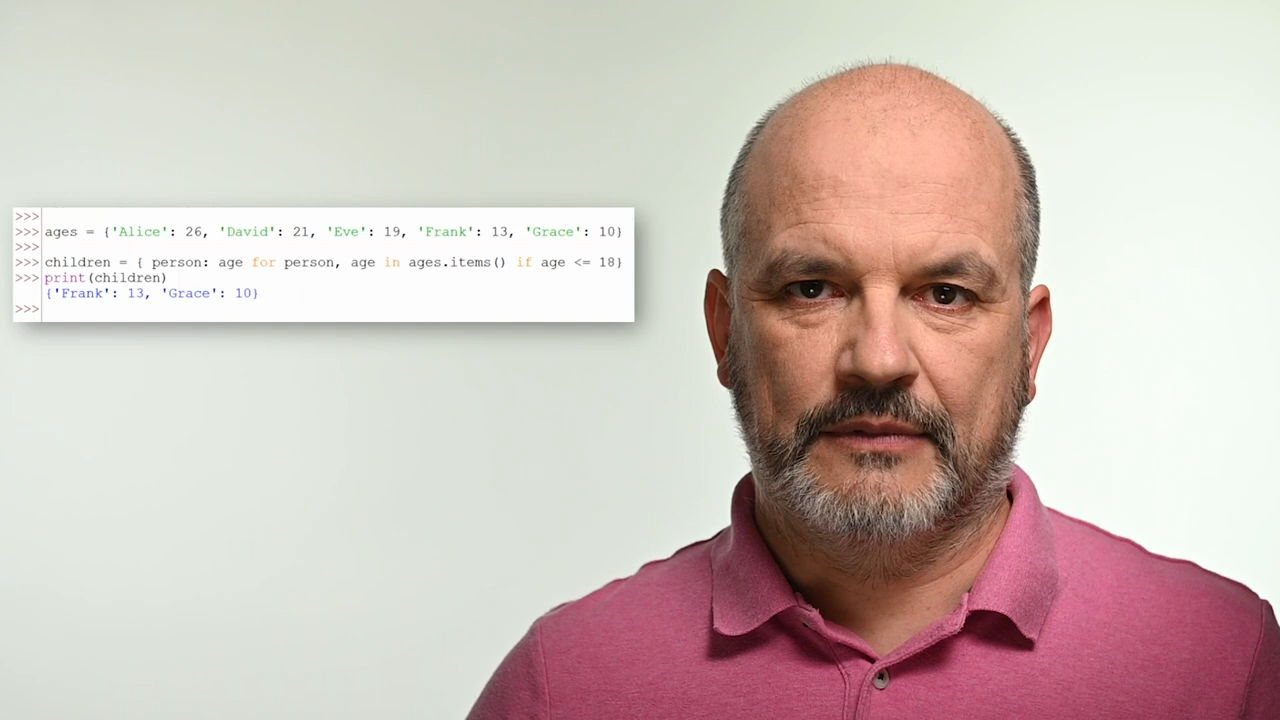 >>>
>>> ages = {'Alice': 26, 'David': 21, 'Eve': 19, 'Frank': 13, 'Grace': 10}
>>>
>>> children = { person: age for person, age in ages.items() if age <= 18}
>>> print(children)
{'Frank': 13, 'Grace': 10}
>>>